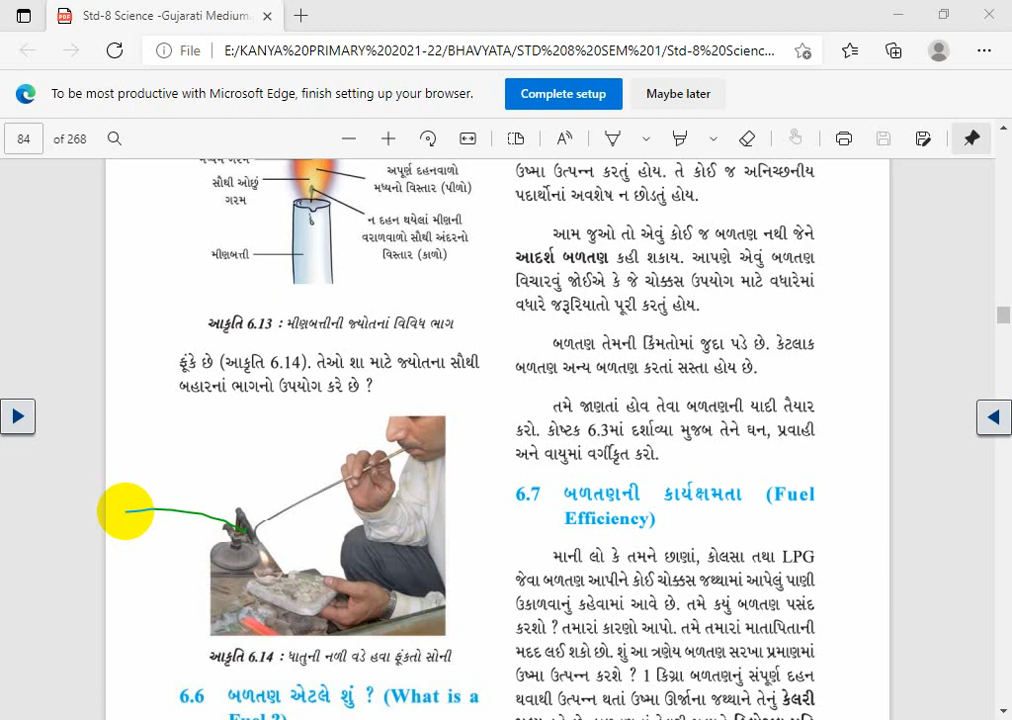 Std-8 Science -Gujarati Medium
File
E:/KANYA%20PRIMARY%202021-22/BHAVYATA/STD%208%20SEM%201/Std-8%20Scienc...
To be most productive with Microsoft Edge, finish setting up your browser.
Complete setup
Maybe later
84 of 268
સૌથી ઓછું
ગરમ
અપૂર્ણ દહનવાળો
મધ્યનો વિસ્તાર (પીળો)
ન દહન થયેલાં મીણની
વરાળવાળો સૌથી અંદરનો
વિસ્તાર (કાળો)
મીણબત્તી
આકૃતિ 6.13 : મીણબત્તીની જ્યોતનાં વિવિધ ભાગ
ફૂંકે છે (આકૃતિ 6.14). તેઓ શા માટે જ્યોતના સૌથી
બહારનાં ભાગનો ઉપયોગ કરે છે ?
આકૃતિ 6.14 : ધાતુની નળી વડે હવા ફૂંકતો સોની
6.6 બળતણ એટલે શું ? (What is a
Fuel ?)
ઉષ્મા ઉત્પન્ન કરતું હોય. તે કોઈ જ અનિચ્છનીય
પદાર્થોનાં અવશેષ ન છોડતું હોય.
આમ જુઓ તો એવું કોઈ જ બળતણ નથી જેને
આદર્શ બળતણ કહી શકાય. આપણે એવું બળતણ
વિચારવું જોઈએ કે જે ચોક્કસ ઉપયોગ માટે વધારેમાં
વધારે જરૂરિયાતો પૂરી કરતું હોય.
બળતણ તેમની કિંમતોમાં જુદા પડે છે. કેટલાક
બળતણ અન્ય બળતણ કરતાં સસ્તા હોય છે.
તમે જાણતાં હોવ તેવા બળતણની યાદી તૈયાર
કરો. કોષ્ટક 6.3માં દર્શાવ્યા મુજબ તેને ઘન, પ્રવાહી
અને વાયુમાં વર્ગીકૃત કરો.
6.7 બળતણની કાર્યક્ષમતા (Fuel
Efficiency)
માની લો કે તમને છાણાં, કોલસા તથા LPG
જેવા બળતણ આપીને કોઈ ચોક્કસ જથ્થામાં આપેલું પાણી
ઉકાળવાનું કહેવામાં આવે છે. તમે કયું બળતણ પસંદ
કરશો ? તમારાં કારણો આપો. તમે તમારાં માતાપિતાની
મદદ લઈ શકો છો. શું આ ત્રણેય બળતણ સરખા પ્રમાણમાં
ઉષ્મા ઉત્પન્ન કરશે ? 1 કિગ્રા બળતણનું સંપૂર્ણ દહન
થવાથી ઉત્પન્ન થતાં ઉષ્મા ઊર્જાના જથ્થાને તેનું કેલરી